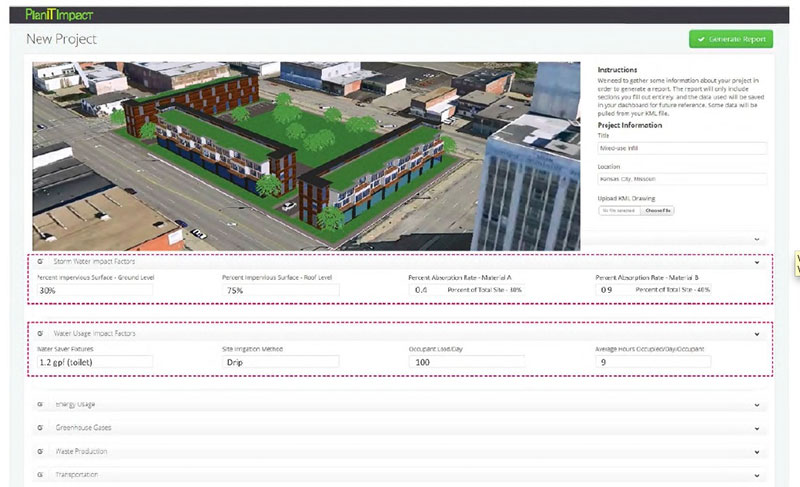 PlanIT Impact
New Project
Generate Report
Instructions
We need to gather some information about your project in
order to generate a report. The report will only include
sections you fill out entirely, and the data used will be saved
in your dashboard for future reference. Some data will be
pulled from your KML file.
Project Information
Title
Mixed-use Infill
Location
Kansas City, Missouri
Upload KML Drawing
No file selected Choose File
Storm Water Impact Factors
Percent Impervious Surface - Ground Level
30%
Percent Impervious Surface - Roof Level
75%
Percent Absorption Rate - Material A
0.4 Percent of Total Site - 30%
Percent Absorption Rate - Material B
0.9 Percent of Total Site - 40%
Water Usage Impact Factors
Water Saver Fixtures
1.2 gpf (toilet)
Site Irrigation Method
Drip
Occupant Load/Day
100
Average Hours Occupied/Day/Occupant
9
Energy Usage
Greenhouse Gases
Waste Production
Transportation